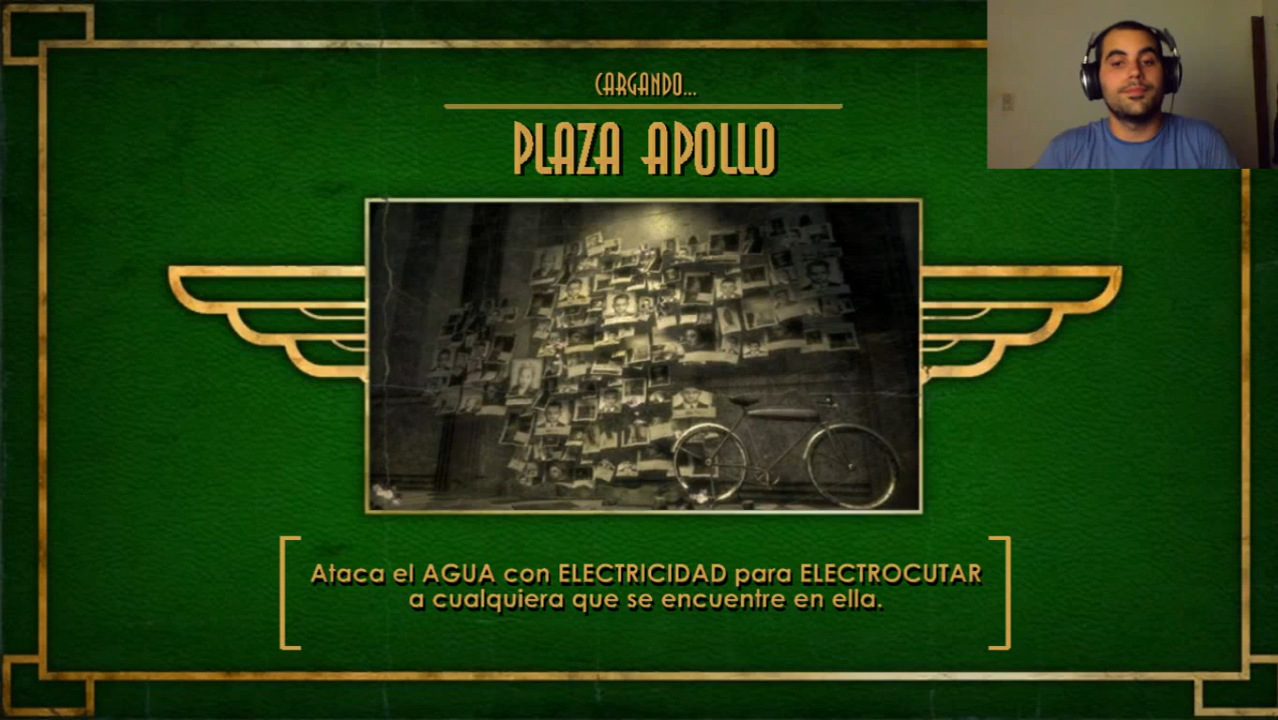 CARGANDO...
PLAZA APOLLO
Ataca el AGUA con ELECTRICIDAD para ELECTROCUTAR
a cualquiera que se encuentre en ella.